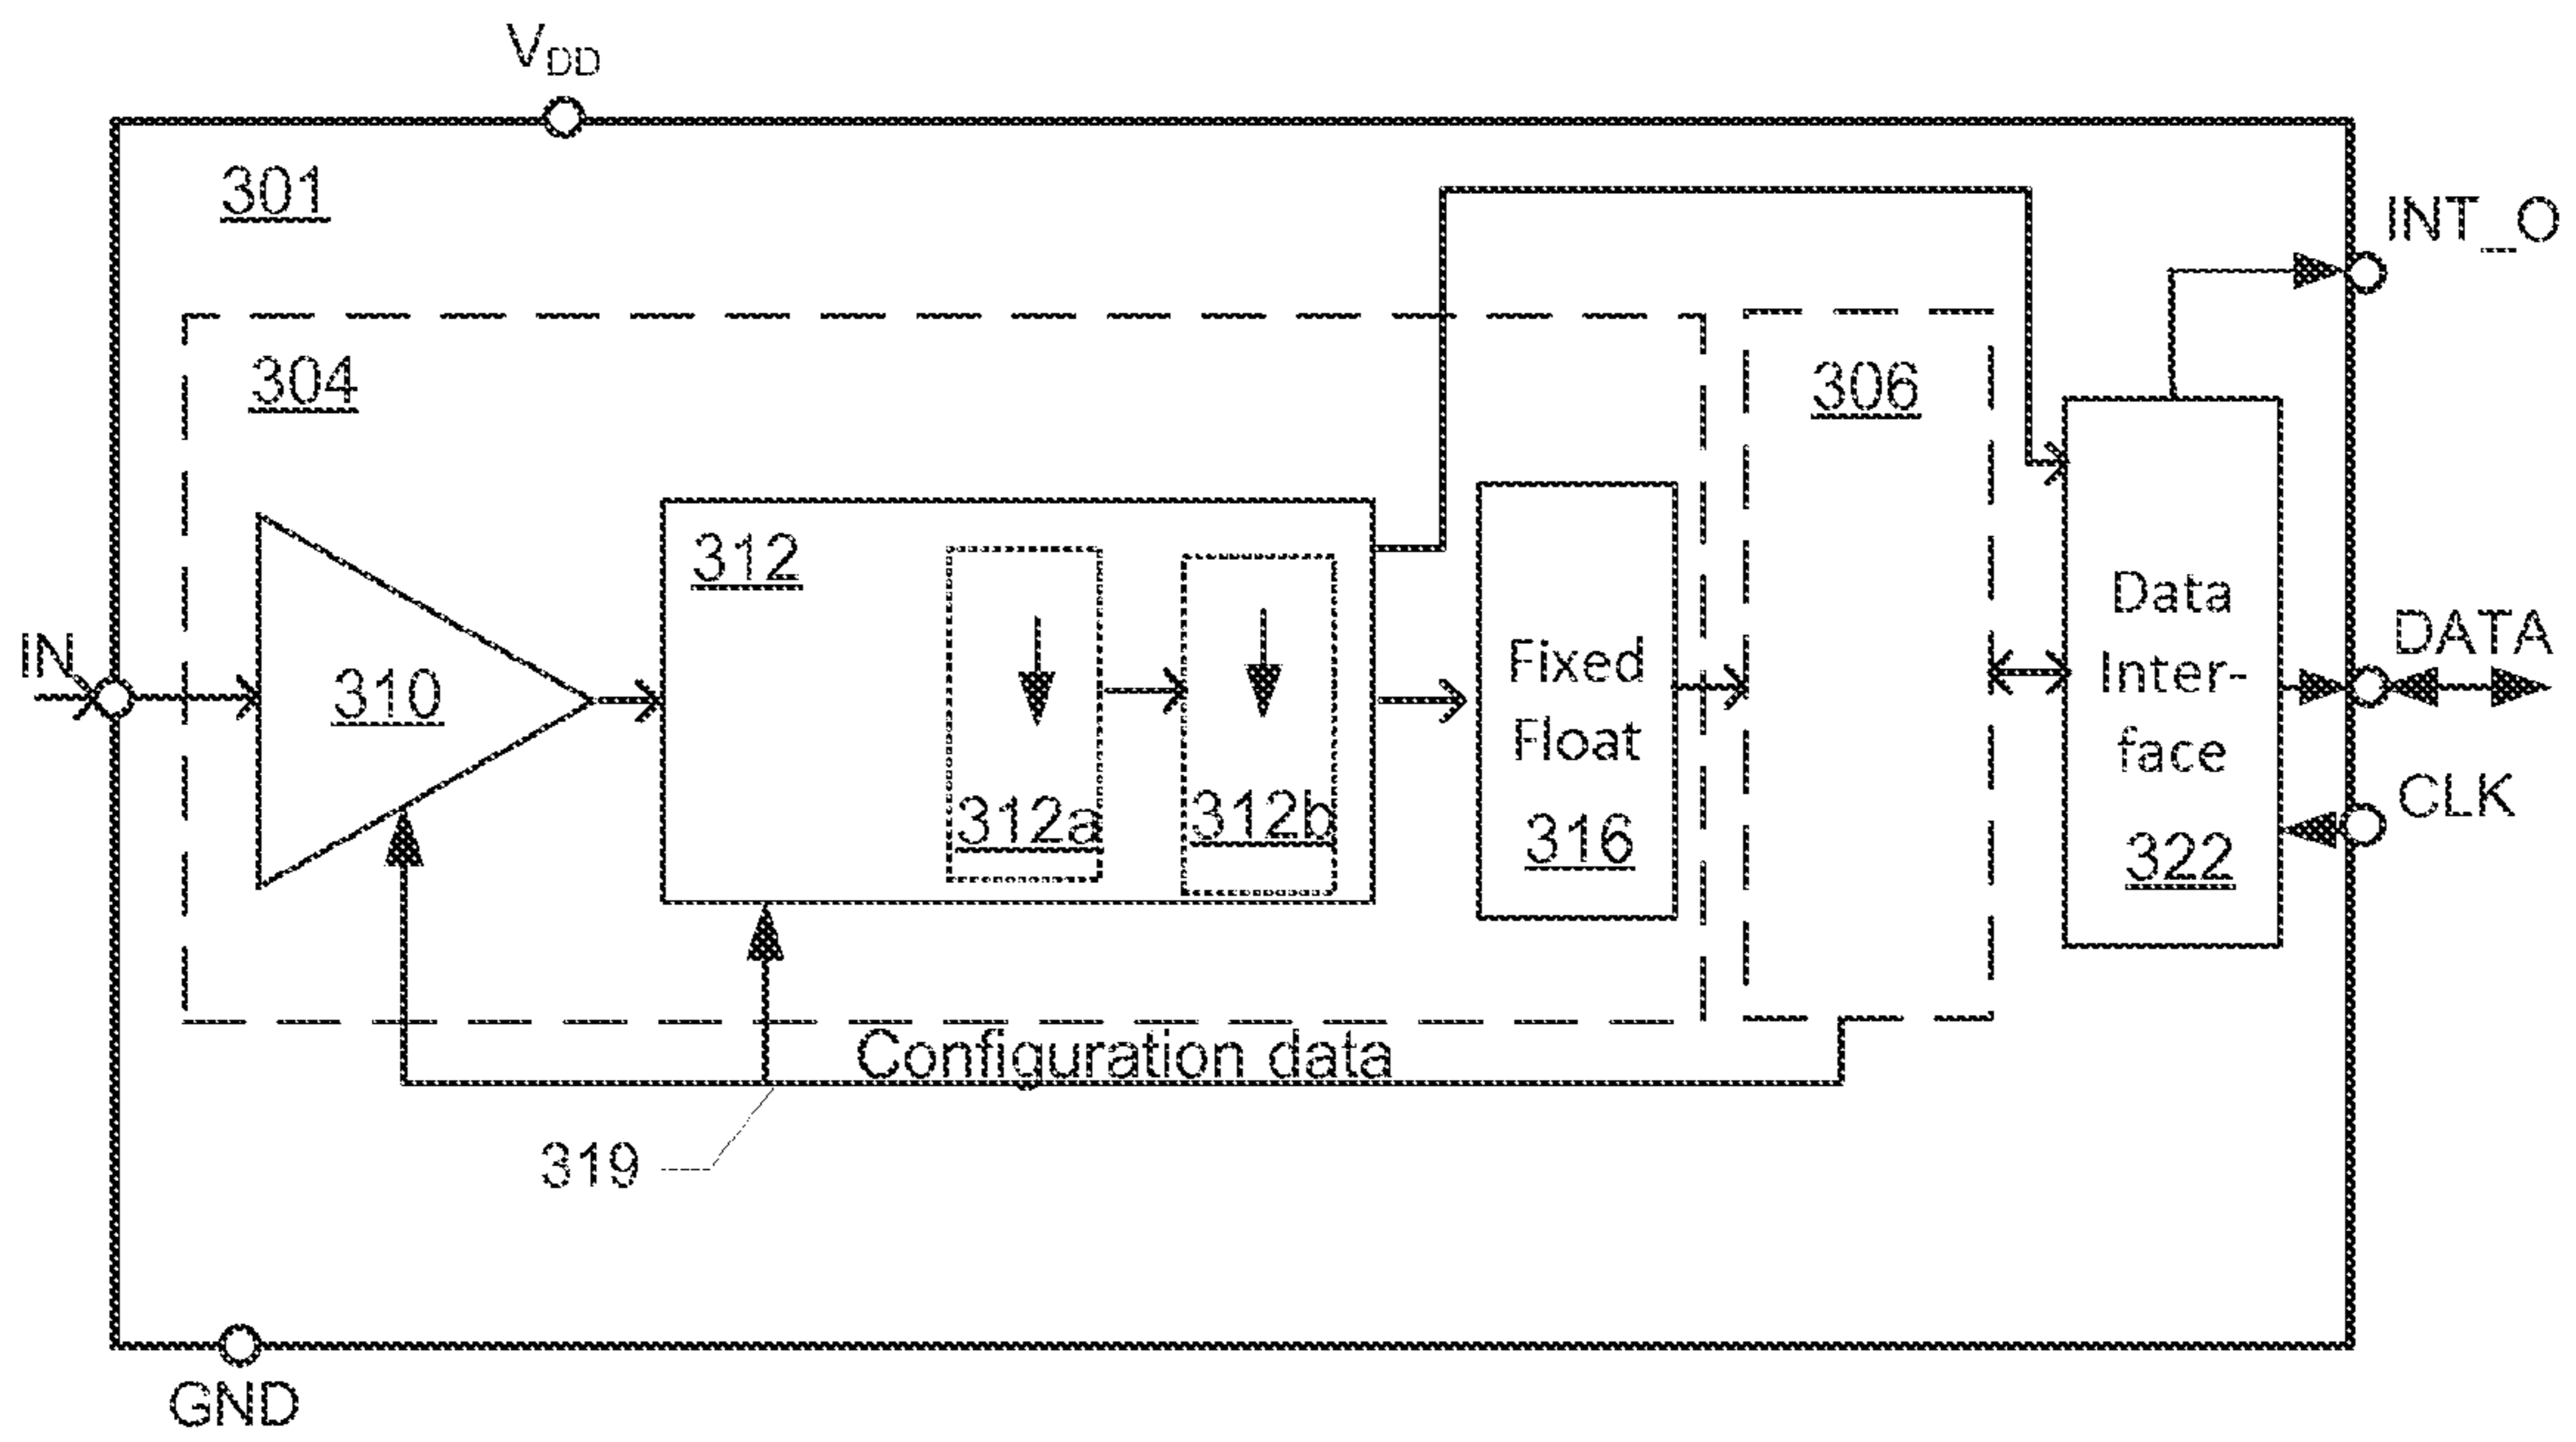 VDD
301
INT_O
304
306
312
IN
310
312a
312b
Fixed
Float
316
Data
Inter-
face
322
DATA
CLK
Configuration data
319
GND